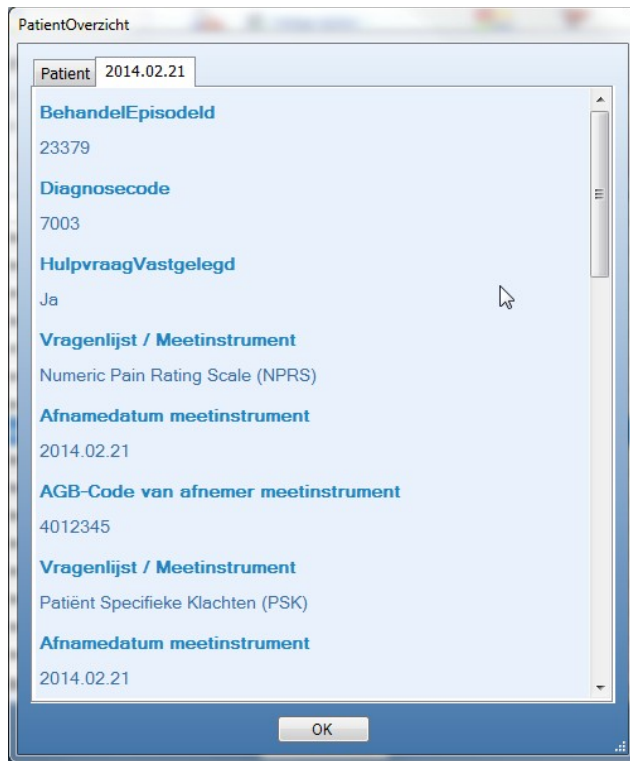 PatientOverzicht
Patient 2014.02.21
BehandelEpisodeId
23379
Diagnosecode
7003
HulpvraagVastgelegd
Ja
Vragenlijst / Meetinstrument
Numeric Pain Rating Scale (NPRS)
Afnamedatum meetinstrument
2014.02.21
AGB-Code van afnemer meetinstrument
4012345
Vragenlijst / Meetinstrument
Patiënt Specifieke Klachten (PSK)
Afnamedatum meetinstrument
2014.02.21
OK